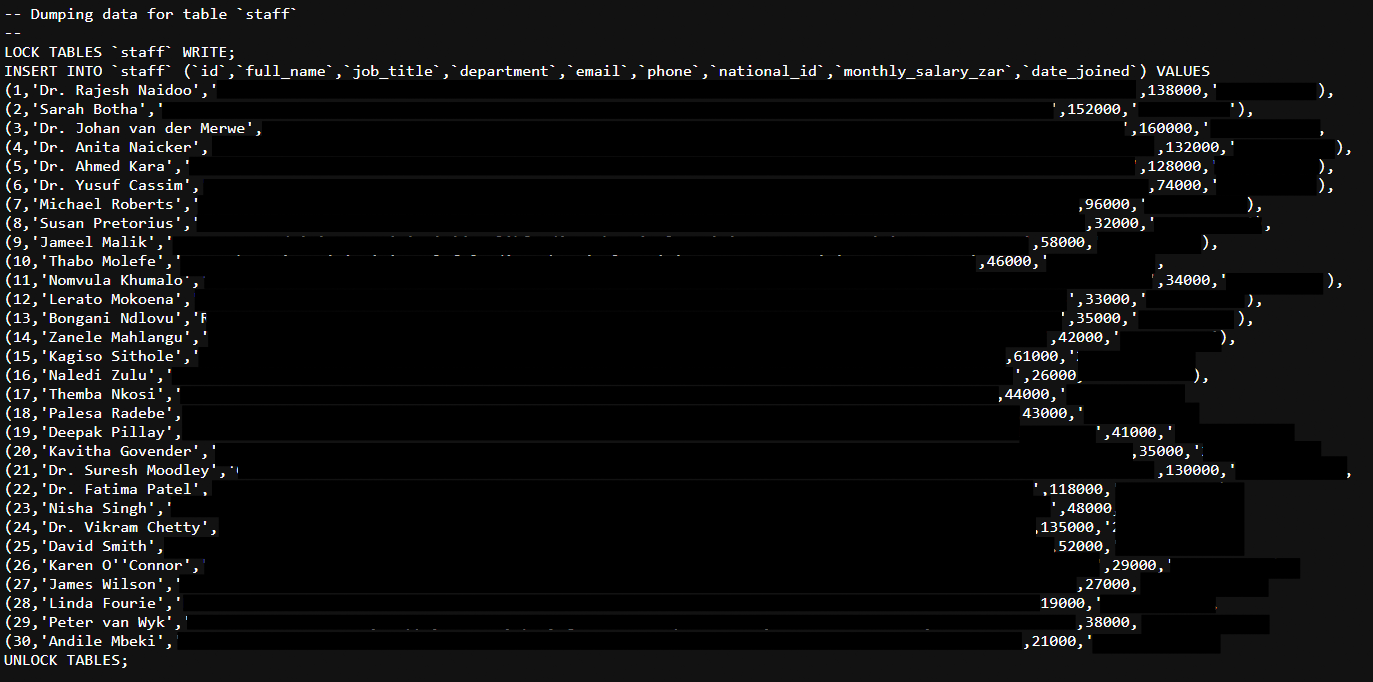 -- Dumping data for table `staff`
--
LOCK TABLES `staff` WRITE;
INSERT INTO `staff` (`id`,`full_name`,`job_title`,`department`,`email`,`phone`,`national_id`,`monthly_salary_zar`,`date_joined`) VALUES
(1,'Dr. Rajesh Naidoo',' ,138000,' ),
(2,'Sarah Botha',' ',152000,' '),
(3,'Dr. Johan van der Merwe', ',160000,' ,
(4,'Dr. Anita Naicker', ,132000,' ),
(5,'Dr. Ahmed Kara',' ,128000,' ),
(6,'Dr. Yusuf Cassim', ,74000,' ),
(7,'Michael Roberts',' ,96000,' ),
(8,'Susan Pretorius',' ,32000,' ,
(9,'Jameel Malik',' ,58000, ),
(10,'Thabo Molefe',' ,46000,' ,
(11,'Nomvula Khumalo', ',34000,' ),
(12,'Lerato Mokoena', ',33000,' ),
(13,'Bongani Ndlovu',' ',35000,' ),
(14,'Zanele Mahlangu',' ,42000,' '),
(15,'Kagiso Sithole',' ,61000,'
(16,'Naledi Zulu',' ',26000, ),
(17,'Themba Nkosi',' ,44000,'
(18,'Palesa Radebe', 43000,'
(19,'Deepak Pillay', ',41000,'
(20,'Kavitha Govender',' ,35000,'
(21,'Dr. Suresh Moodley',' ,130000,' ,
(22,'Dr. Fatima Patel', ',118000,
(23,'Nisha Singh',' ',48000
(24,'Dr. Vikram Chetty', ,135000,'
(25,'David Smith', 52000,
(26,'Karen O''Connor', ,29000,'
(27,'James Wilson',' ,27000,
(28,'Linda Fourie',' 19000,'
(29,'Peter van Wyk',' ,38000,
(30,'Andile Mbeki',' ,21000,'
UNLOCK TABLES;